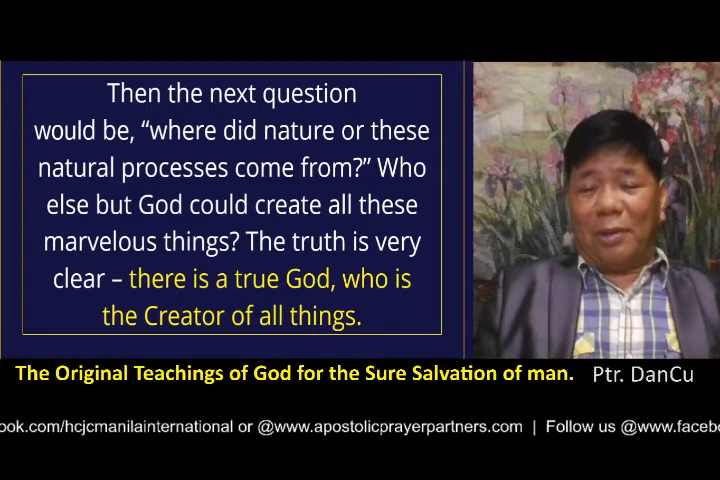 Then the next question
would be, “where did nature or these
natural processes come from?” Who
else but God could create all these
marvelous things? The truth is very
clear – there is a true God, who is
the Creator of all things.
The Original Teachings of God for the Sure Salvation of man. Ptr. DanCu
ook.com/hcjcmanilainternational or @www.apostolicprayerpartners.com | Follow us @www.facebo